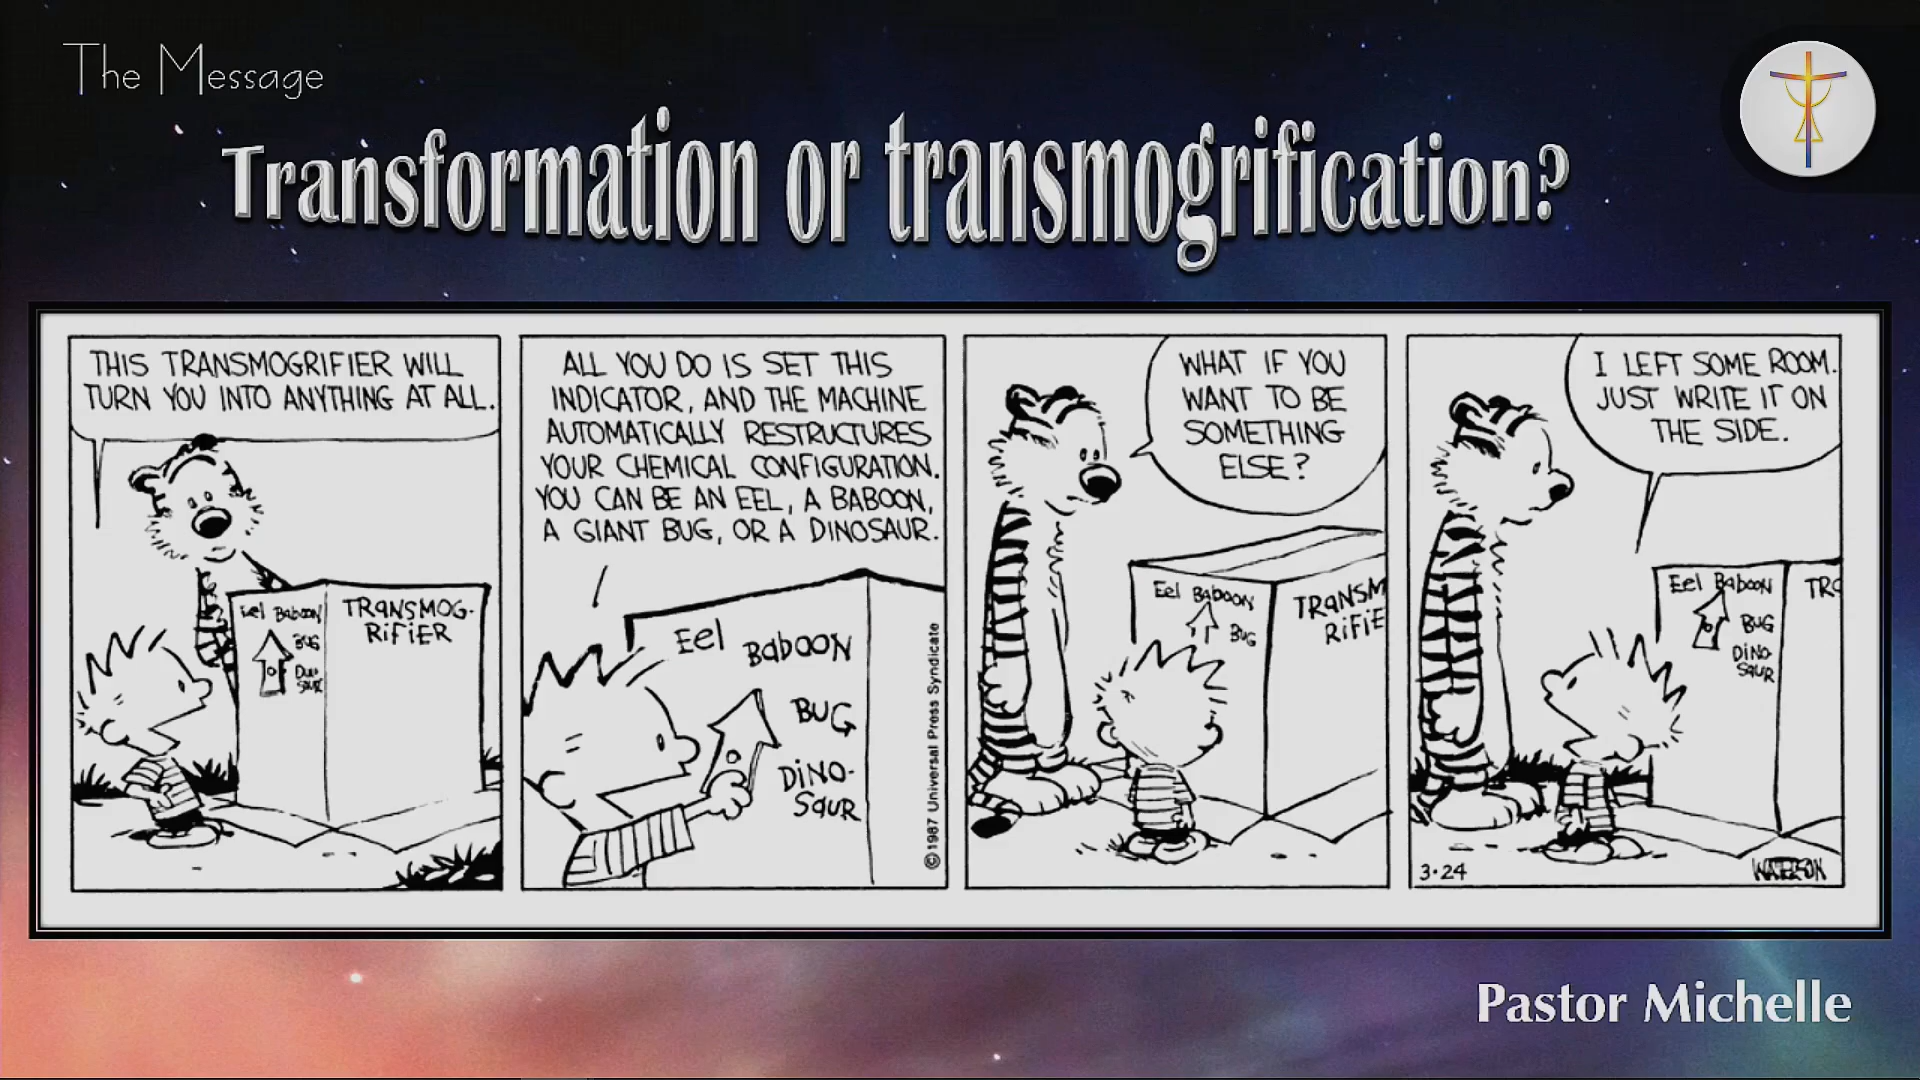 The Message
Transformation or transmogrification?
THIS TRANSMOGRIFIER WILL
TURN YOU INTO ANYTHING AT ALL.
Eel Baboon
BUG
DINO-
SaUR
TRaNSMOG-
RiFiER
ALL YOU DO IS SET THIS
INDICATOR, AND THE MACHINE
AUTOMATICALLY RESTRUCTURES
YOUR CHEMICAL CONFIGURATION.
YOU CAN BE AN EEL, A BABOON,
A GIANT BUG, OR A DINOSAUR.
Eel BaBOON
BUG
DiNO-
SaUR
© 1987 Universal Press Syndicate
WHAT IF YOU
WANT TO BE
SOMETHING
ELSE?
Eel BaBOON
BUG
TRaNSM
RiFiE
I LEFT SOME ROOM.
JUST WRITE IT ON
THE SIDE.
Eel BaBOON
BUG
DiNO-
SaUR
TRa
3·24
WATTERSON
Pastor Michelle